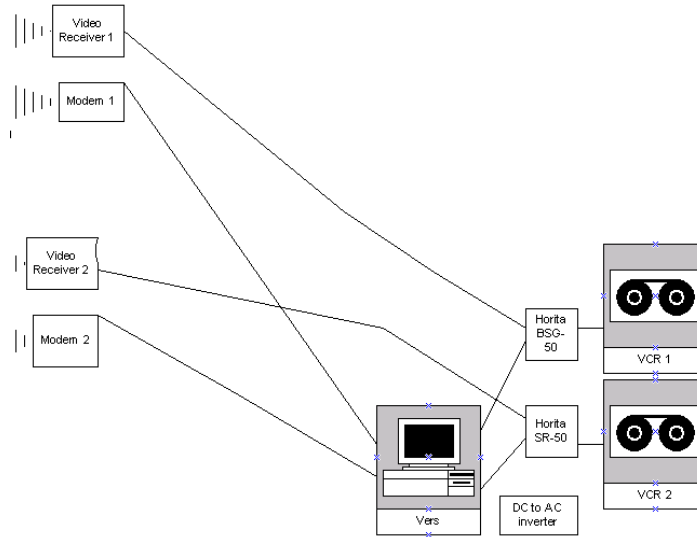 Video
Receiver 1
Modem 1
Video
Receiver 2
Modem 2
Horita
BSG-
50
VCR 1
Horita
SR-50
VCR 2
Vers
DC to AC
inverter